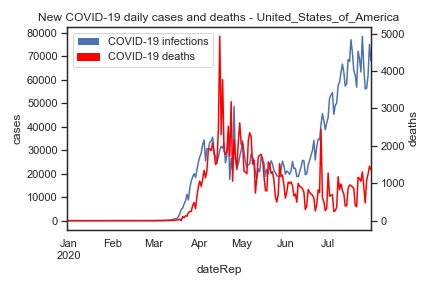 New COVID-19 daily cases and deaths - United_States_of_America
COVID-19 infections
COVID-19 deaths
80000
70000
60000
50000
40000
30000
20000
10000
0
cases
5000
4000
3000
2000
1000
0
deaths
Jan Feb Mar Apr May Jun Jul
2020
dateRep